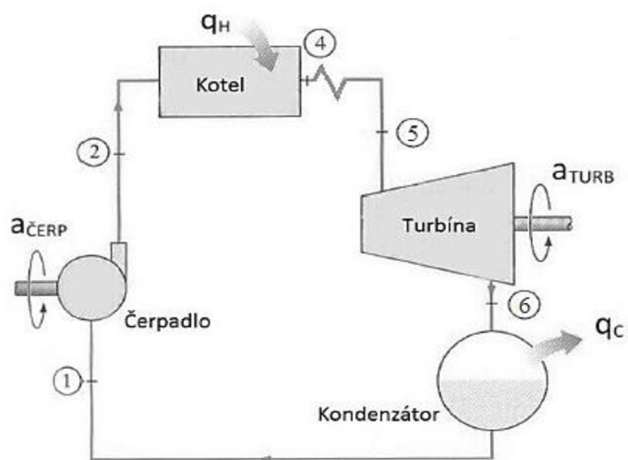 qH
4
Kotel
2
5
aTURB
Turbína
aČERP
6
Čerpadlo
qC
1
Kondenzátor